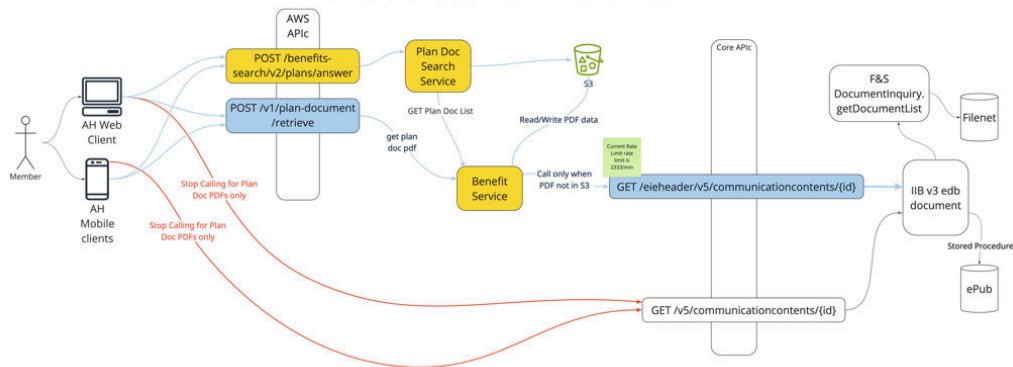 AWS
APIc
POST /benefits-
search/v2/plans/answer
POST /v1/plan-document
/retrieve
Plan Doc
Search
Service
S3
GET Plan Doc List
Read/Write PDF data
get plan
doc pdf
Benefit
Service
Call only when
PDF not in S3
Current Rate
Limit rate
limit is
2333/min
Core APIc
GET /eieheader/v5/communicationcontents/{id}
F&S
DocumentInquiry.
getDocumentList
Filenet
IIB v3 edb
document
Stored Procedure
ePub
GET /v5/communicationcontents/{id}
Member
AH Web
Client
AH
Mobile
clients
Stop Calling for Plan
Doc PDFs only
Stop Calling for Plan
Doc PDFs only